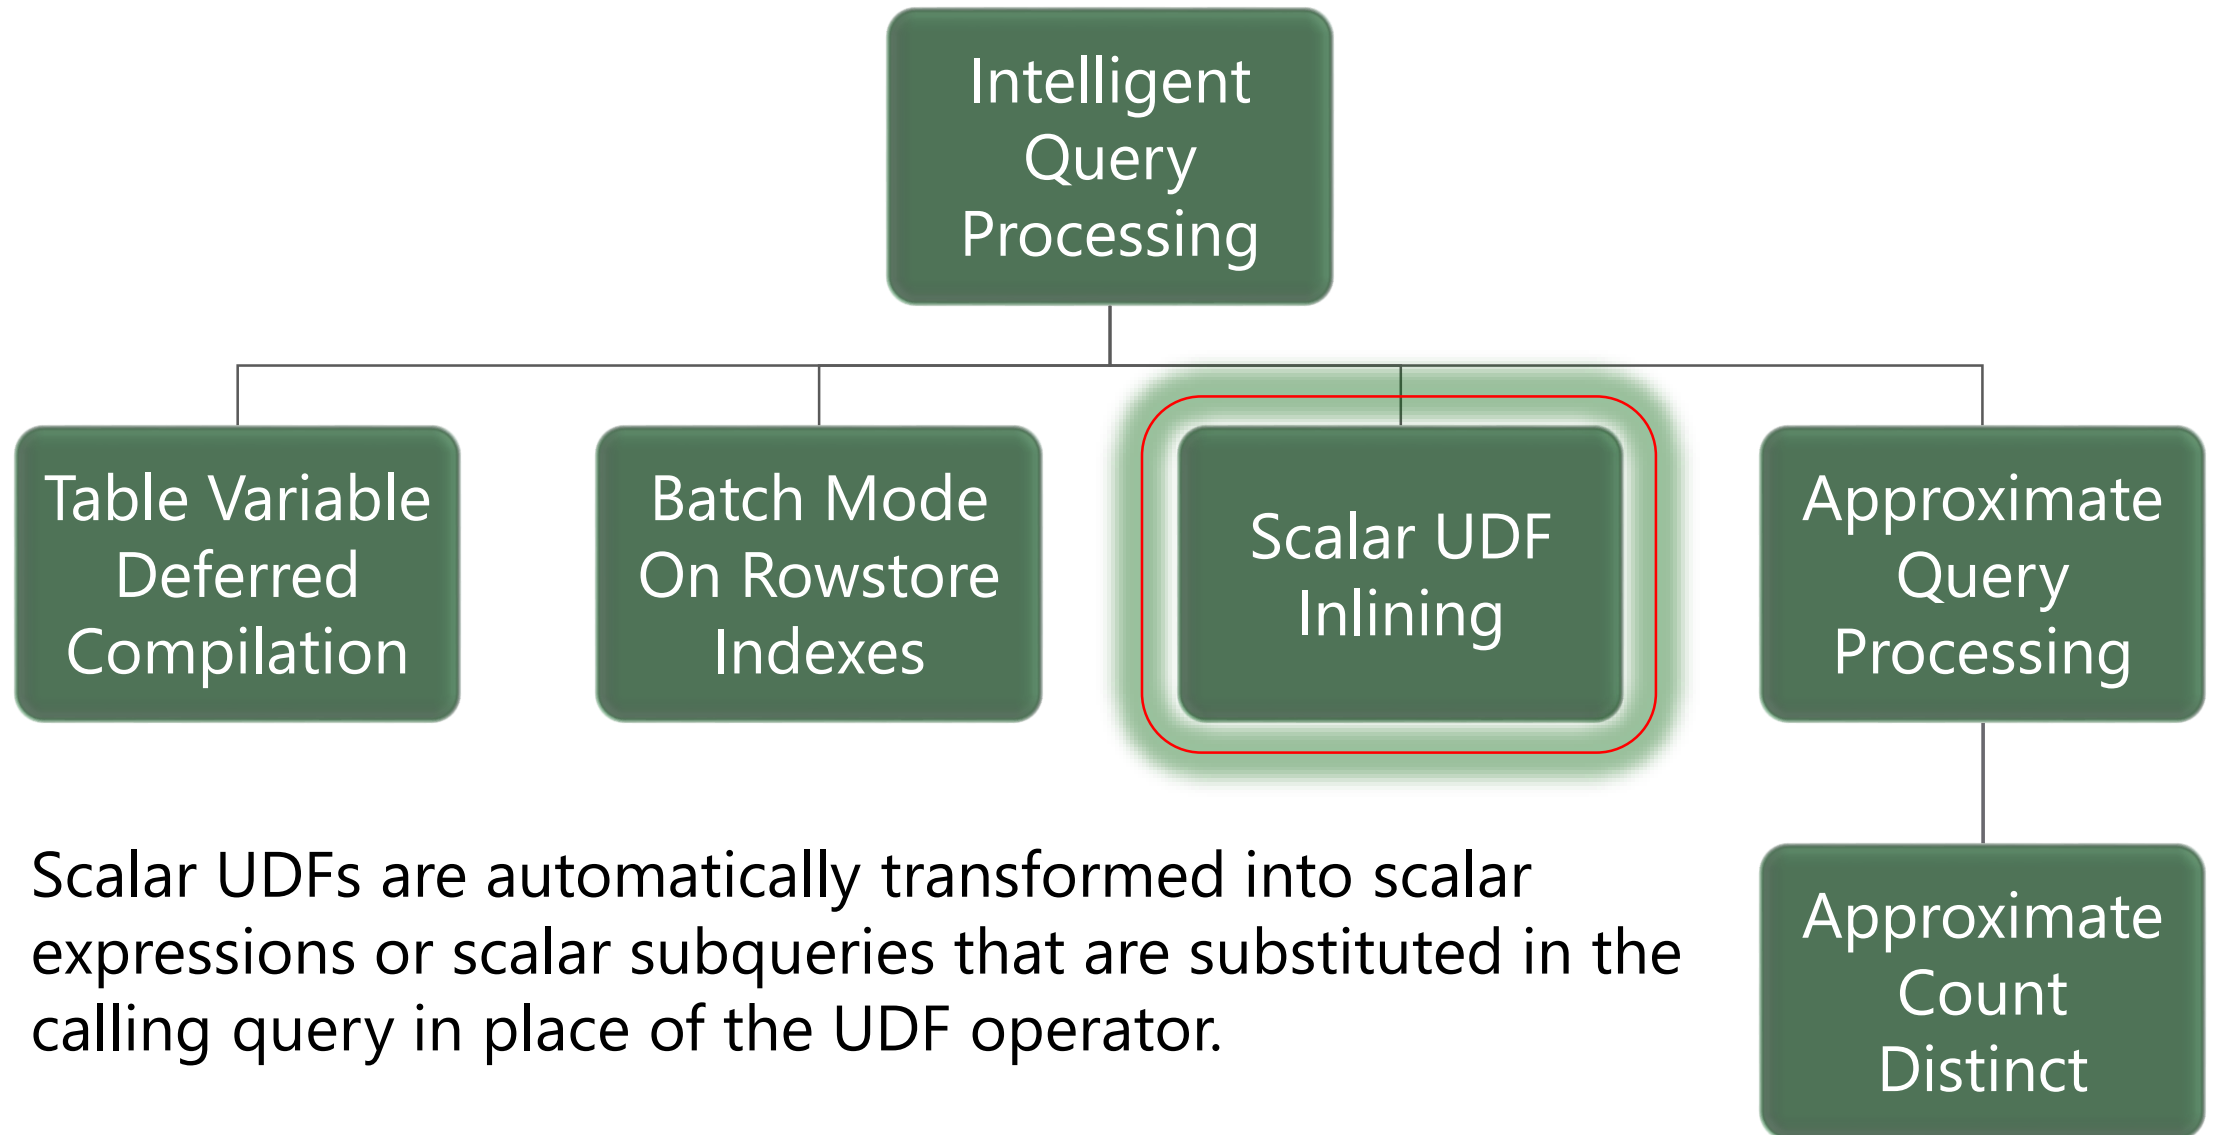 Intelligent
Query
Processing
Table Variable
Deferred
Compilation
Batch Mode
On Rowstore
Indexes
Scalar UDF
Inlining
Approximate
Query
Processing
Approximate
Count
Distinct
Scalar UDFs are automatically transformed into scalar
expressions or scalar subqueries that are substituted in the
calling query in place of the UDF operator.